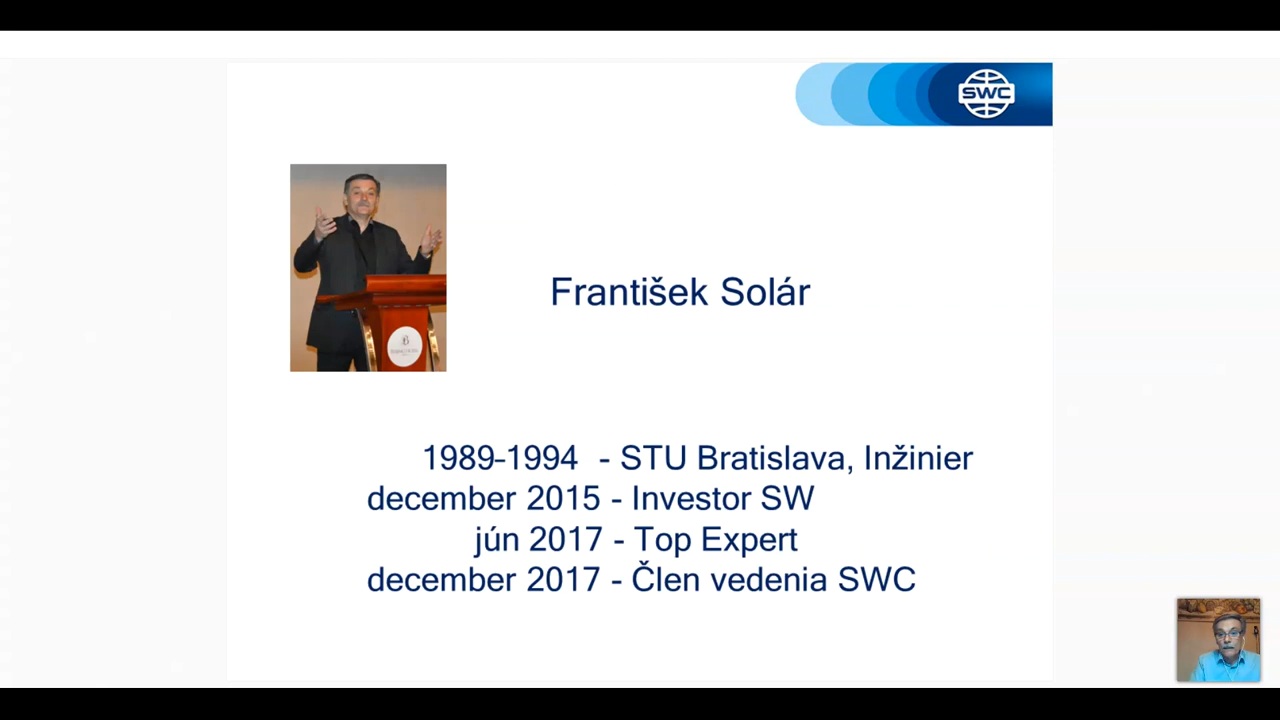 SWC
František Solár
1989–1994 - STU Bratislava, Inžinier
december 2015 - Investor SW
jún 2017 - Top Expert
december 2017 - Člen vedenia SWC